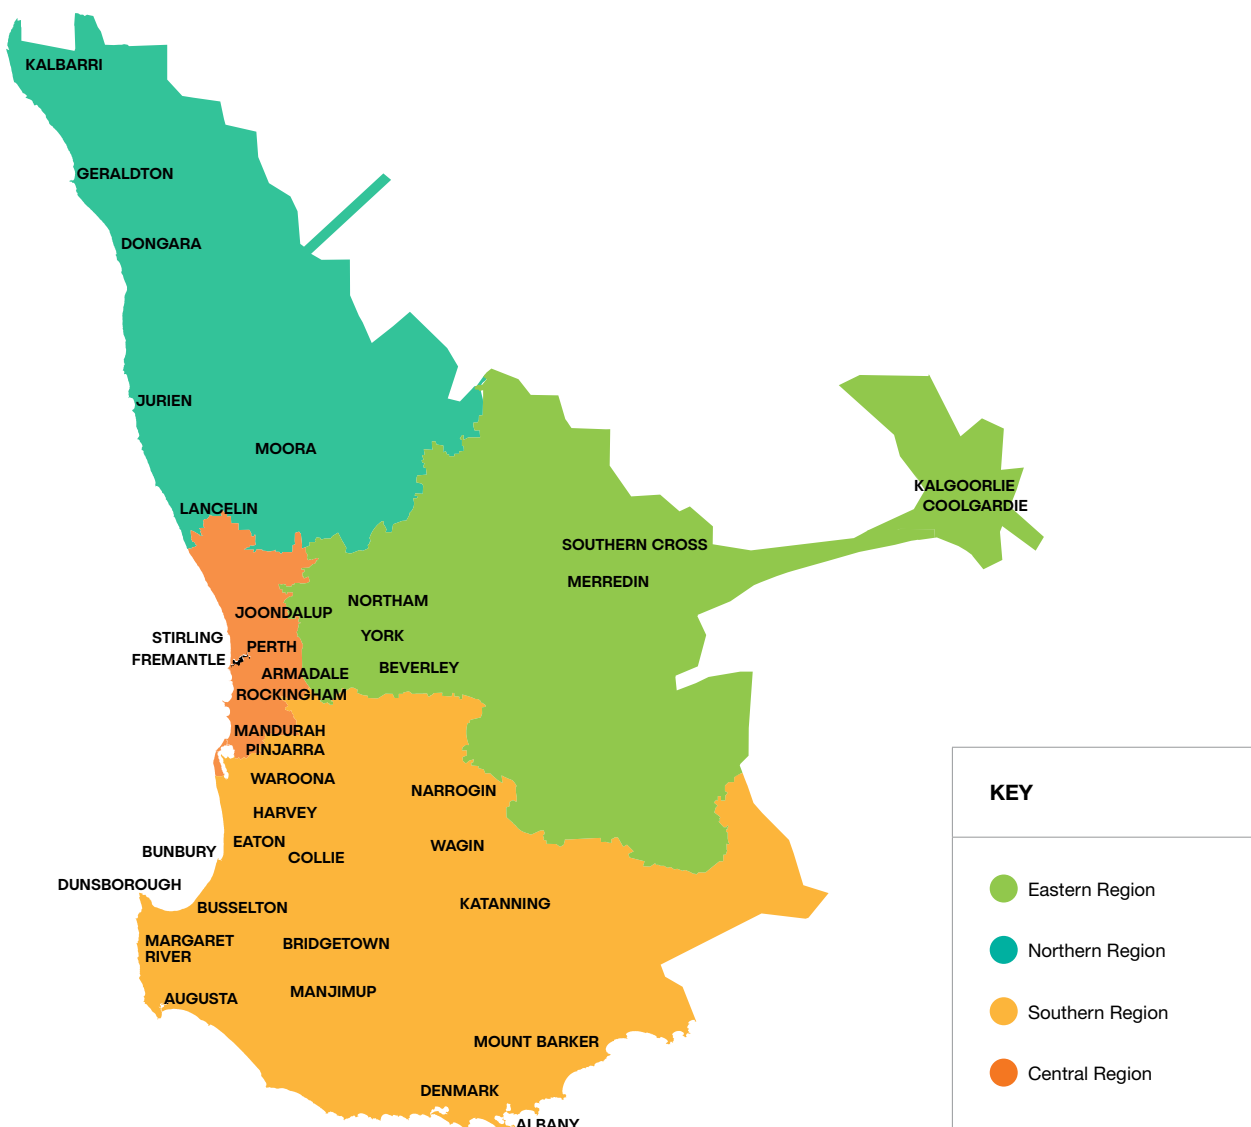 KALBARRI
GERALDTON
DONGARA
JURIEN
MOORA
LANCELIN
KALGOORLIE
COOLGARDIE
SOUTHERN CROSS
MERREDIN
NORTHAM
JOONDALUP
STIRLING
YORK
PERTH
FREMANTLE
BEVERLEY
ARMADALE
ROCKINGHAM
MANDURAH
PINJARRA
WAROONA
NARROGIN
HARVEY
EATON
WAGIN
BUNBURY
COLLIE
DUNSBOROUGH
BUSSELTON
KATANNING
MARGARET
RIVER
BRIDGETOWN
MANJIMUP
AUGUSTA
MOUNT BARKER
DENMARK
ALBANY
KEY
Eastern Region
Northern Region
Southern Region
Central Region